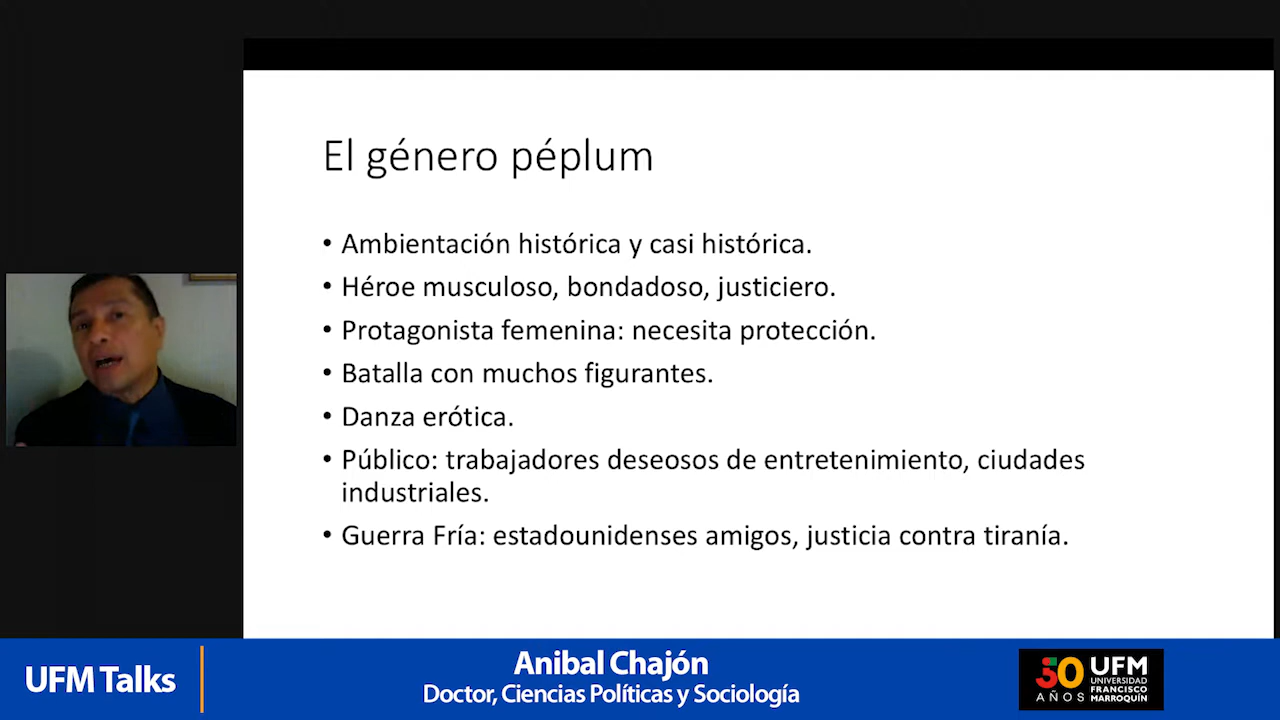 El género péplum
• Ambientación histórica y casi histórica.
• Héroe musculoso, bondadoso, justiciero.
• Protagonista femenina: necesita protección.
• Batalla con muchos figurantes.
• Danza erótica.
• Público: trabajadores deseosos de entretenimiento, ciudades
industriales.
• Guerra Fría: estadounidenses amigos, justicia contra tiranía.
UFM Talks
Anibal Chajón
Doctor, Ciencias Políticas y Sociología
50
AÑOS
UFM
UNIVERSIDAD
FRANCISCO
MARROQUÍN